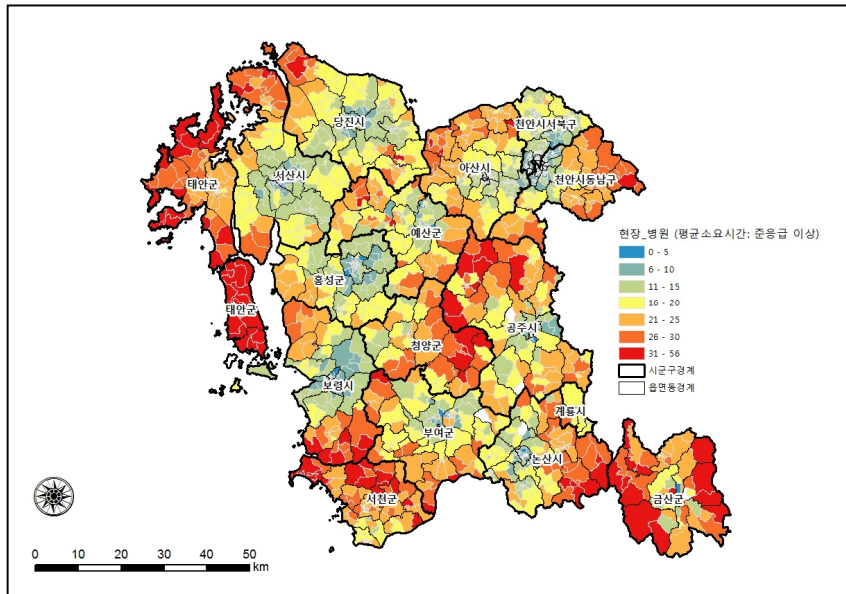 당진시
천안시서북구
아산시
서산시
태안군
천안시동남구
예산군
현장_병원 (평균소요시간: 준응급 이상)
0 - 5
6 - 10
11 - 15
16 - 20
21 - 25
26 - 30
31 - 56
시군구경계
읍면동경계
홍성군
태안군
공주시
청양군
보령시
계룡시
부여군
논산시
서천군
금산군
0 10 20 30 40 50
km